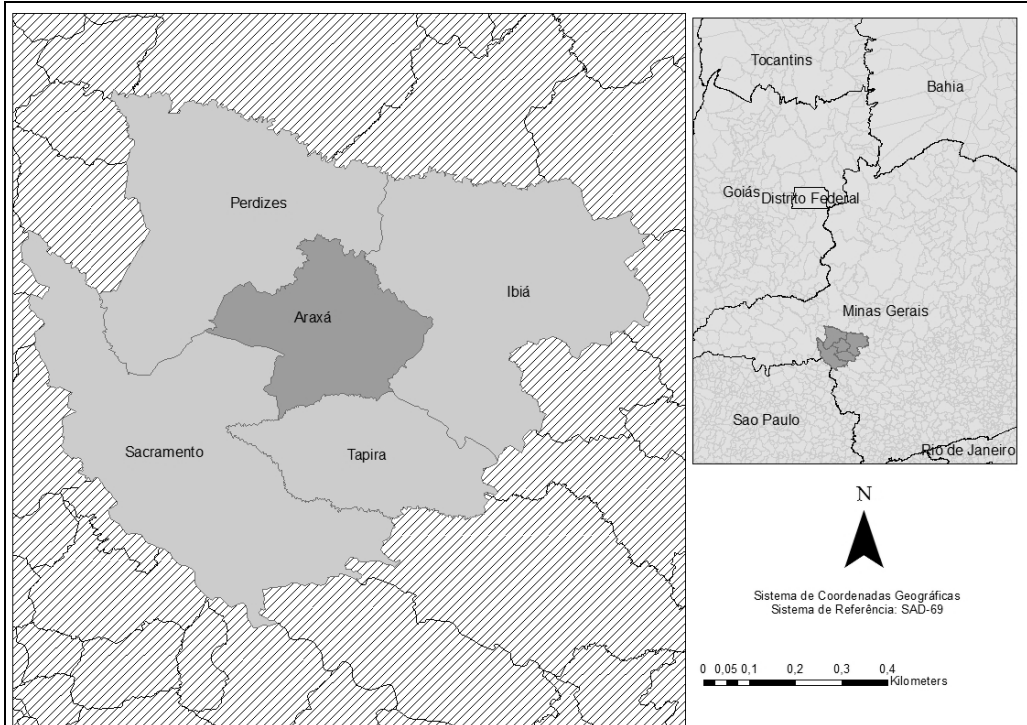 Perdizes
Ibiá
Araxá
Sacramento
Tapira
Tocantins
Bahia
Goiás
Distrito Federal
Minas Gerais
Sao Paulo
Rio de Janeiro
N
Sistema de Coordenadas Geográficas
Sistema de Referência: SAD-69
0 0,05 0,1 0,2 0,3 0,4
Kilometers